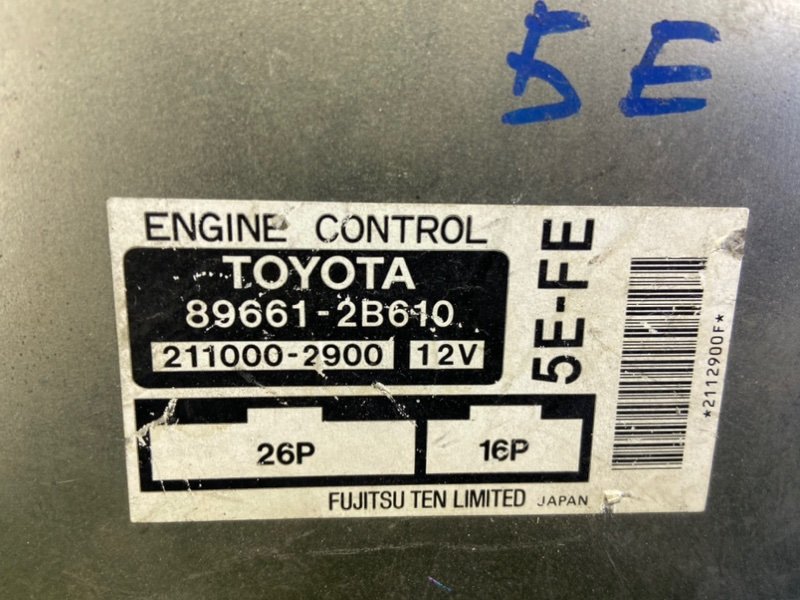 5E
ENGINE CONTROL
TOYOTA
89661-2B610
211000-2900 12V
5E-FE
*2112900F*
26P 16P
FUJITSU TEN LIMITED JAPAN